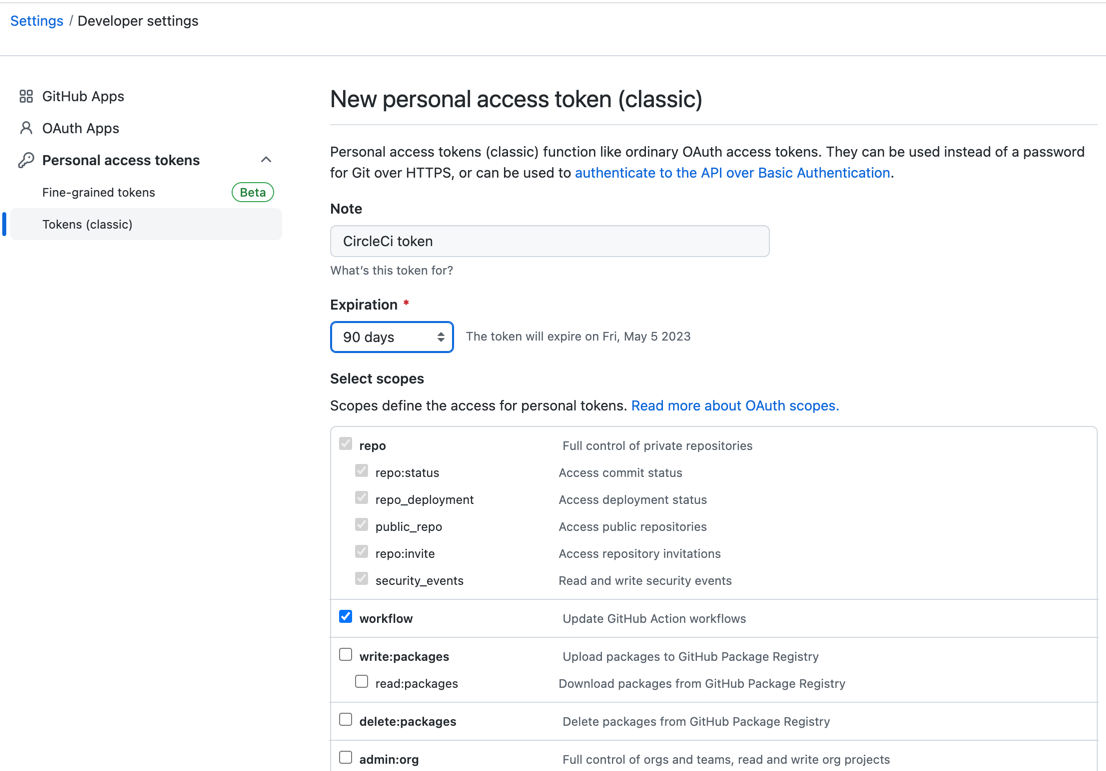 Settings / Developer settings
GitHub Apps
OAuth Apps
Personal access tokens
Fine-grained tokens Beta
Tokens (classic)
New personal access token (classic)
Personal access tokens (classic) function like ordinary OAuth access tokens. They can be used instead of a password
for Git over HTTPS, or can be used to authenticate to the API over Basic Authentication.
Note
CircleCi token
What's this token for?
Expiration *
90 days The token will expire on Fri, May 5 2023
Select scopes
Scopes define the access for personal tokens. Read more about OAuth scopes.
repo Full control of private repositories
repo:status Access commit status
repo_deployment Access deployment status
public_repo Access public repositories
repo:invite Access repository invitations
security_events Read and write security events
workflow Update GitHub Action workflows
write:packages Upload packages to GitHub Package Registry
read:packages Download packages from GitHub Package Registry
delete:packages Delete packages from GitHub Package Registry
admin:org Full control of orgs and teams, read and write org projects